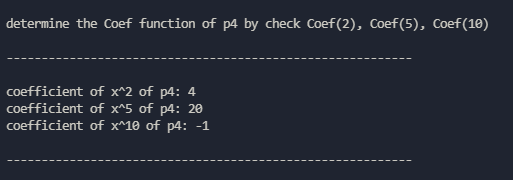 determine the Coef function of p4 by check Coef(2), Coef(5), Coef(10)
----------------------------------------------------------
coefficient of x^2 of p4: 4
coefficient of x^5 of p4: 20
coefficient of x^10 of p4: -1
----------------------------------------------------------